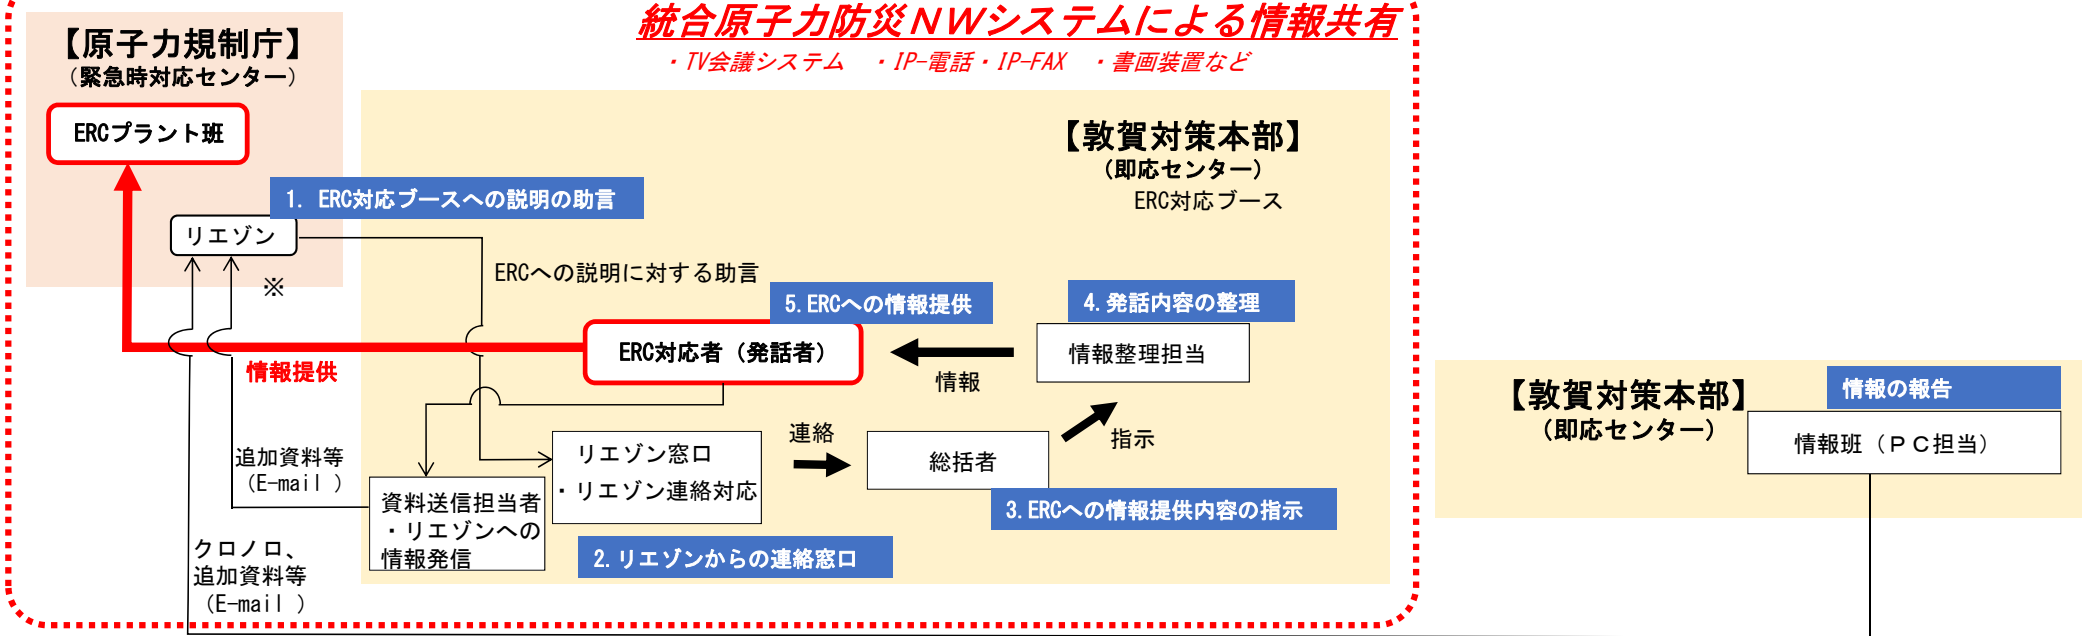 統合原子力防災ＮＷシステムによる情報共有
・TV会議システム　・IP-電話・IP-FAX　・書画装置など
【原子力規制庁】
（緊急時対応センター）
ERCプラント班
【敦賀対策本部】
（即応センター）
ERC対応ブース
1. ERC対応ブースへの説明の助言
リエゾン
※
ERCへの説明に対する助言
5.ERCへの情報提供
4.発話内容の整理
ERC対応者（発話者）
情報整理担当
情報
情報提供
連絡
指示
リエゾン窓口
・リエゾン連絡対応
総括者
3.ERCへの情報提供内容の指示
追加資料等
（E-mail ）
資料送信担当者
・リエゾンへの
情報発信
2.リエゾンからの連絡窓口
クロノロ、
追加資料等
（E-mail ）
【敦賀対策本部】
（即応センター）
情報の報告
情報班（ＰＣ担当）